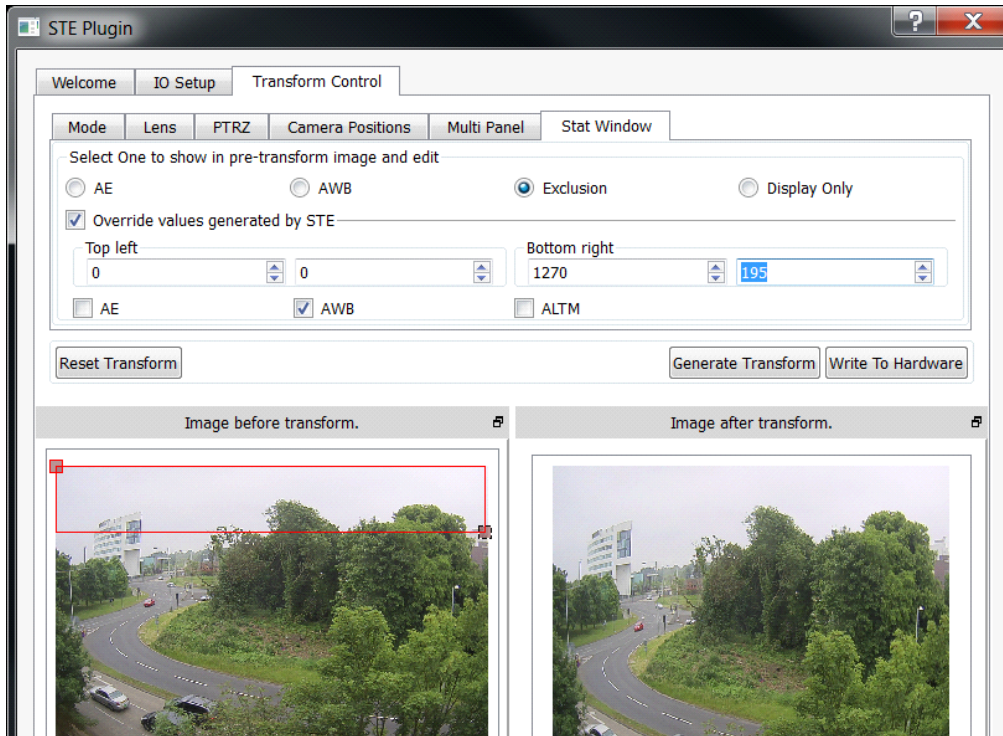 STE Plugin
Welcome IO Setup Transform Control
Mode Lens PTRZ Camera Positions Multi Panel Stat Window
Select One to show in pre-transform image and edit
AE AWB Exclusion Display Only
Override values generated by STE
Top left Bottom right
0 0 1270 195
AE AWB ALTM
Reset Transform Generate Transform Write To Hardware
Image before transform. Image after transform.